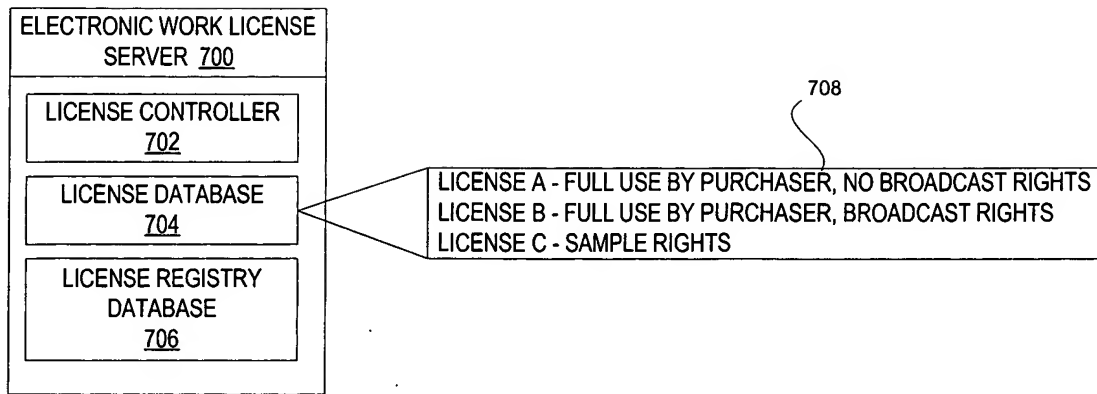 ELECTRONIC WORK LICENSE
SERVER 700
LICENSE CONTROLLER
702
LICENSE DATABASE
704
LICENSE REGISTRY
DATABASE
706
708
LICENSE A - FULL USE BY PURCHASER, NO BROADCAST RIGHTS
LICENSE B - FULL USE BY PURCHASER, BROADCAST RIGHTS
LICENSE C - SAMPLE RIGHTS